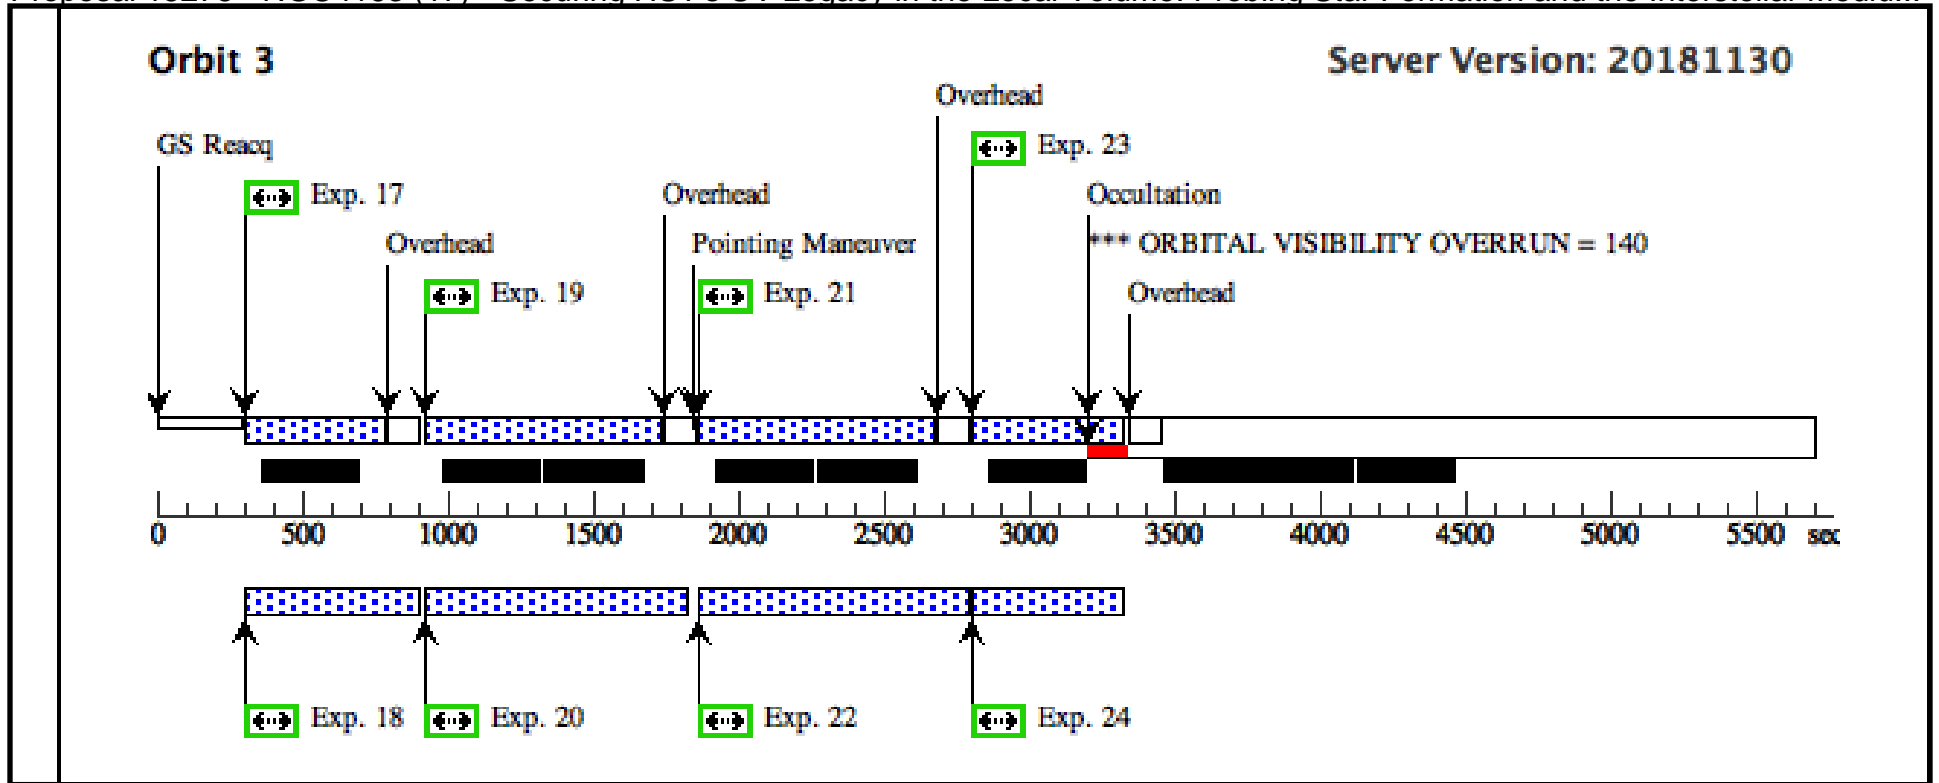 Orbit 3
Server Version: 20181130
Overhead
GS Reacq
Exp. 23
Exp. 17
Overhead
Occultation
Overhead
Pointing Maneuver
*** ORBITAL VISIBILITY OVERRUN = 140
Exp. 19
Exp. 21
Overhead
0 500 1000 1500 2000 2500 3000 3500 4000 4500 5000 5500 sec
Exp. 18
Exp. 20
Exp. 22
Exp. 24